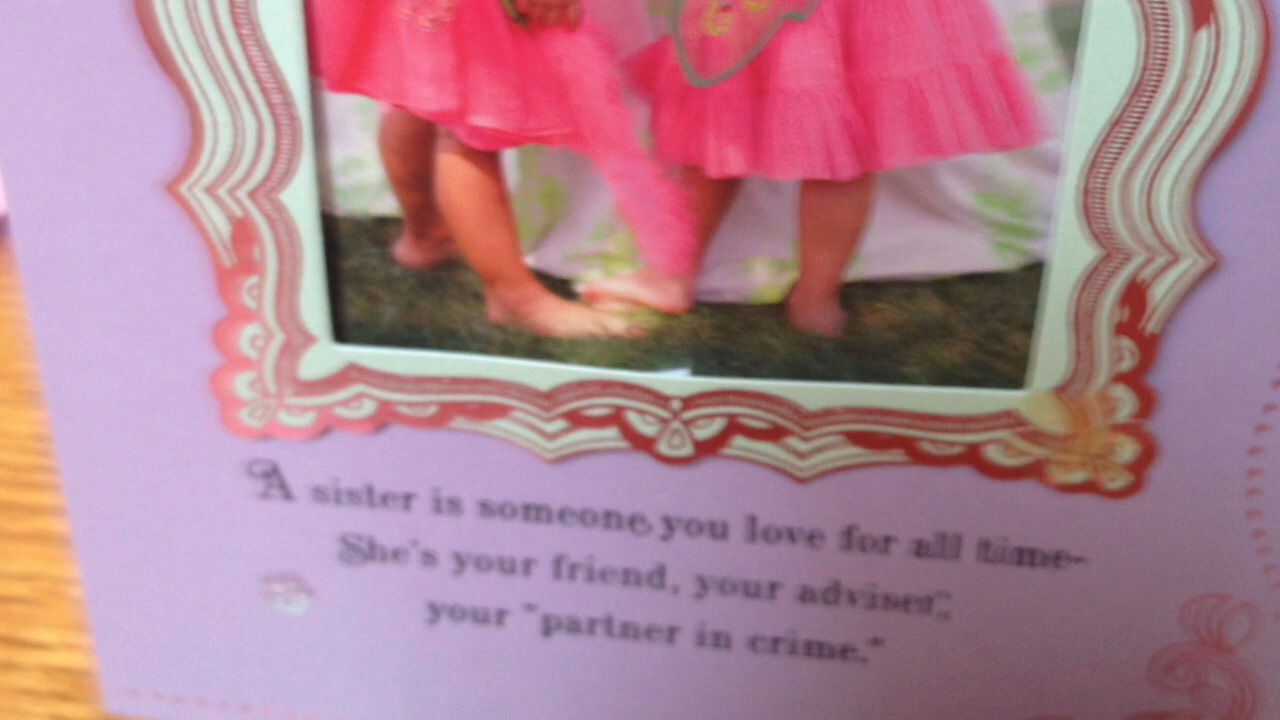 A sister is someone you love for all time-
She's your friend, your adviser,
your "partner in crime."